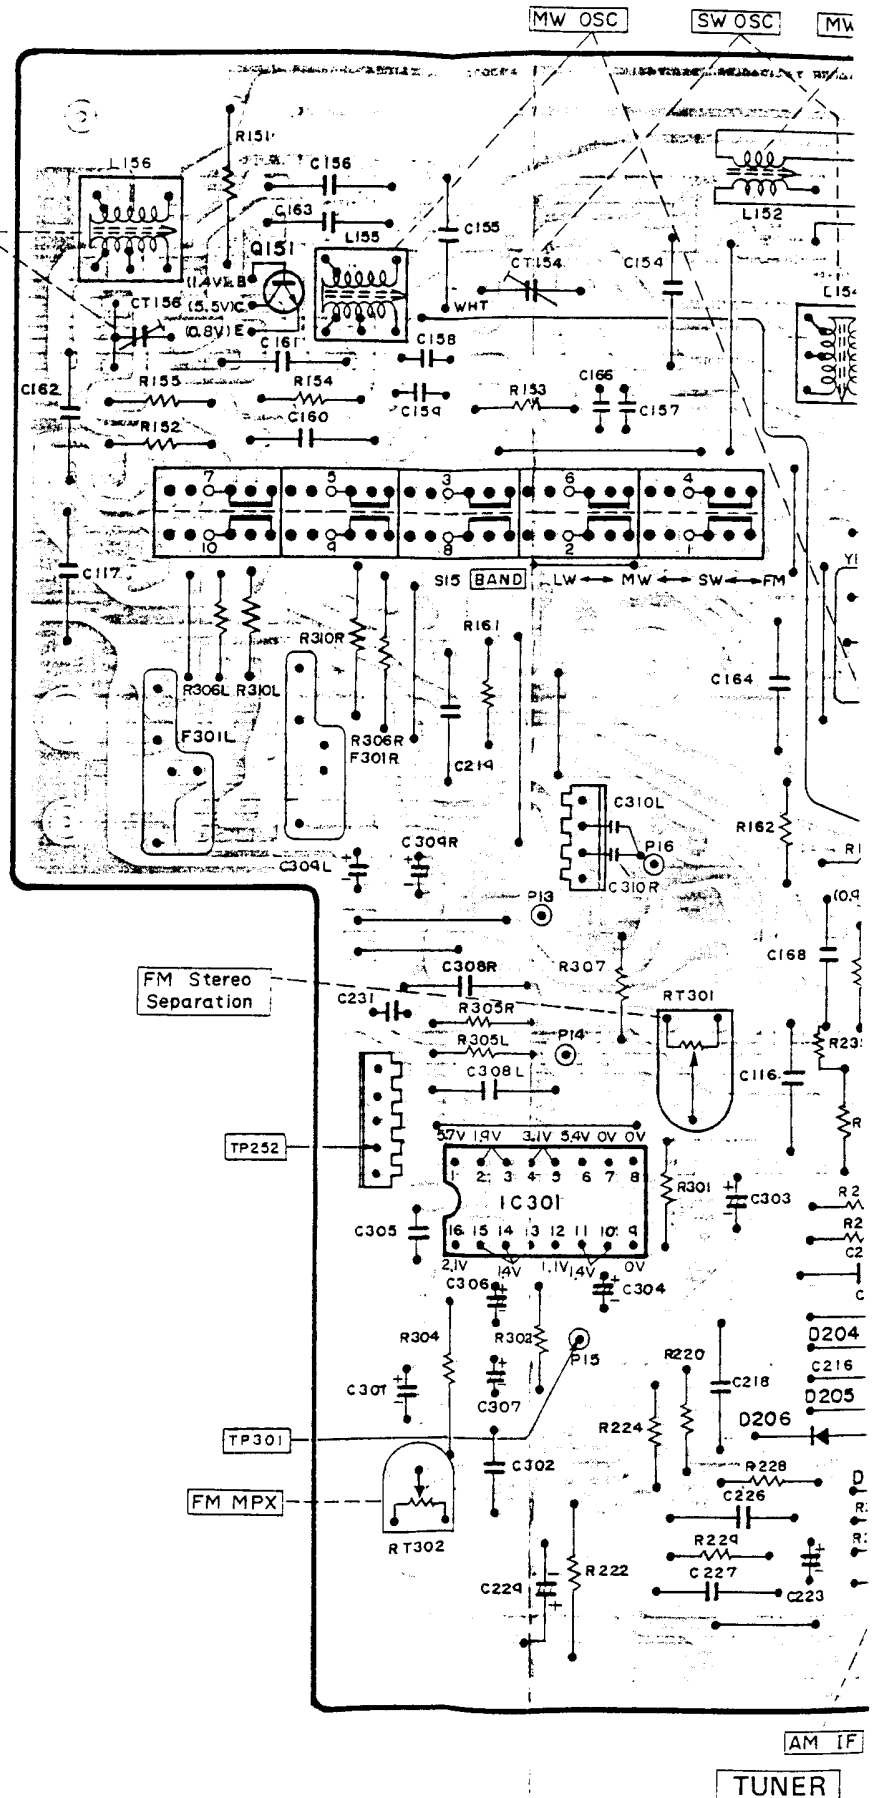 MW OSC
SW OSC
MW
R151
L156
C156
C163
L155
Q151
C155
L152
CT154
C154
(1.4V) B
(5.5V) C
(0.8V) E
CT156
WHT
C161
C158
C162
R155
R154
C159
R153
C166
C157
R152
C160
7
5
3
6
4
10
9
8
2
1
C117
S15
BAND
LW ↔ MW ↔ SW ↔ FM
R310R
R161
R306L
R310L
C164
F301L
R306R
F301R
C219
C310L
R162
P16
C309R
C309L
C310R
P13
(0.9
C308R
R307
C168
FM Stereo
Separation
C231
R305R
RT301
R305L
P14
C308L
C116
5.7V 1.9V 3.1V 5.4V 0V 0V
TP252
1 2 3 4 5 6 7 8
IC301
R301
C303
C305
16 15 14 13 12 11 10 9
2.1V 1.4V 1.1V 1.4V 0V
C306
C304
R304
R302
P15
R220
D204
C216
C301
C307
C218
D205
R224
D206
TP301
C302
R228
C226
FM MPX
RT302
R229
R222
C227
C229
C223
AM IF
TUNER